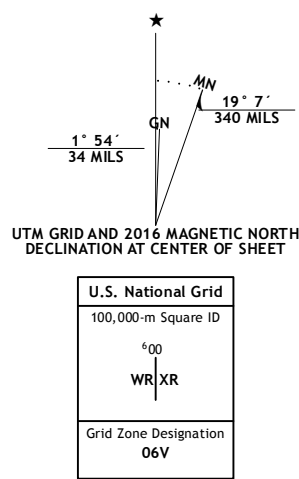 ★
MN
GN
19° 7´
340 MILS
1° 54´
34 MILS
UTM GRID AND 2016 MAGNETIC NORTH
DECLINATION AT CENTER OF SHEET
U.S. National Grid
100,000-m Square ID
⁶00
WR XR
Grid Zone Designation
06V